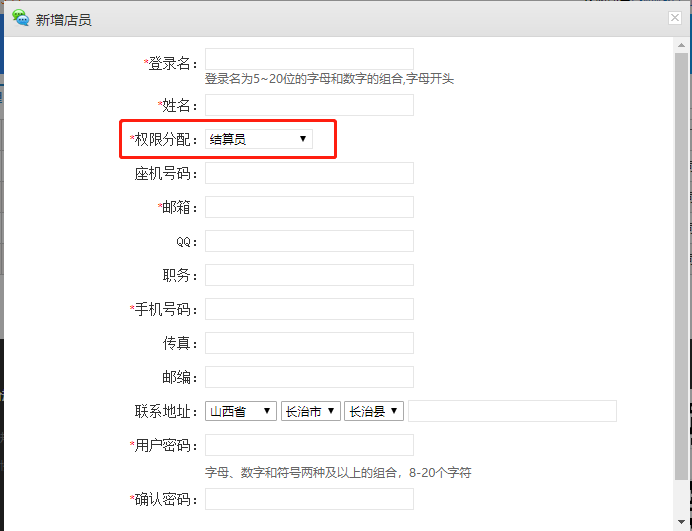 新增店员
*登录名:
登录名为5~20位的字母和数字的组合,字母开头
*姓名:
*权限分配: 结算员
座机号码:
*邮箱:
QQ:
职务:
*手机号码:
传真:
邮编:
联系地址: 山西省 长治市 长治县
*用户密码:
字母、数字和符号两种及以上的组合，8-20个字符
*确认密码: